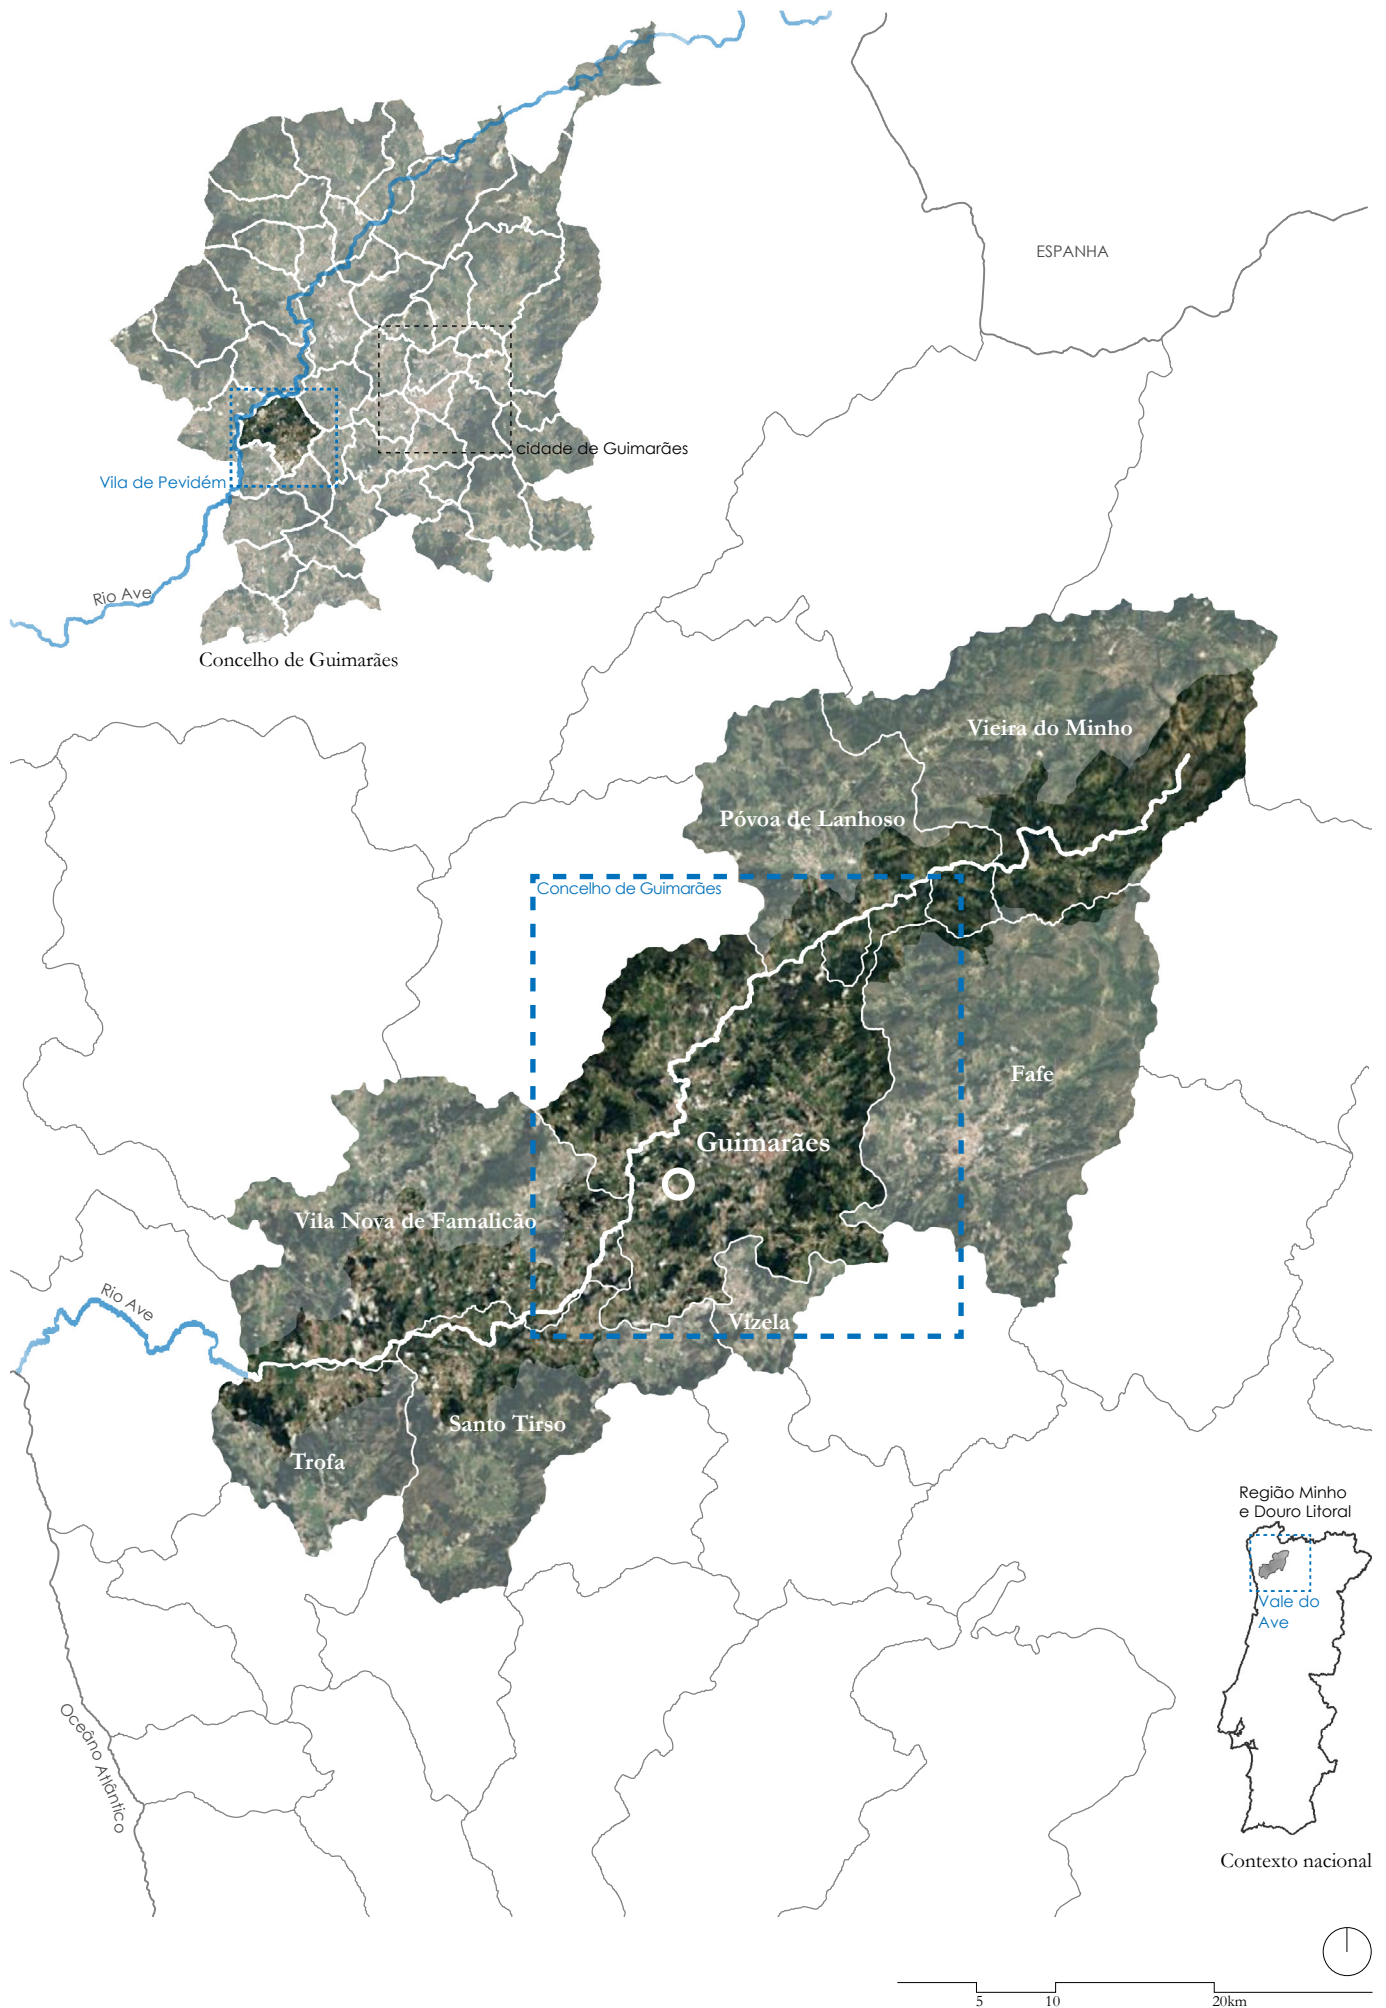 ESPANHA
cidade de Guimarães
Vila de Pevidém
Rio Ave
Concelho de Guimarães
Vieira do Minho
Póvoa de Lanhoso
Concelho de Guimarães
Fafe
Guimarães
Vila Nova de Famalicão
Rio Ave
Vizela
Santo Tirso
Trofa
Região Minho
e Douro Litoral
Vale do
Ave
Oceâno Atlântico
Contexto nacional
5 10 20km